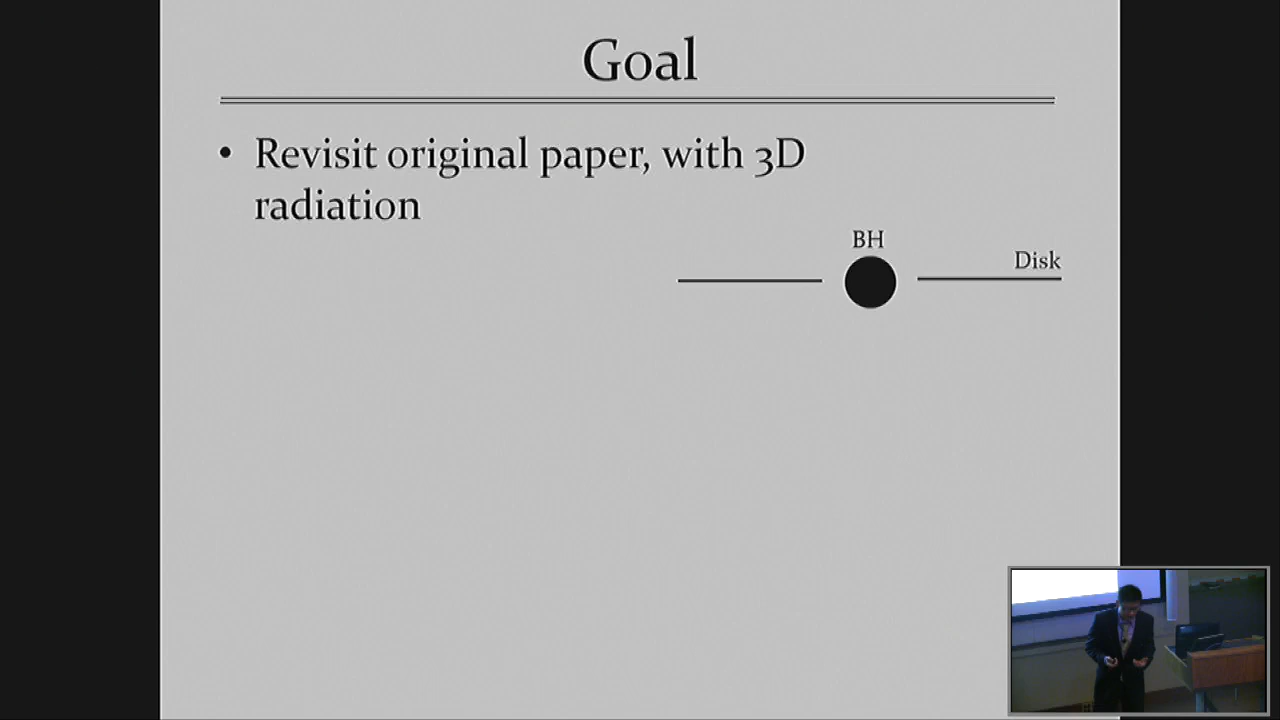 Goal
• Revisit original paper, with 3D
radiation
BH
Disk